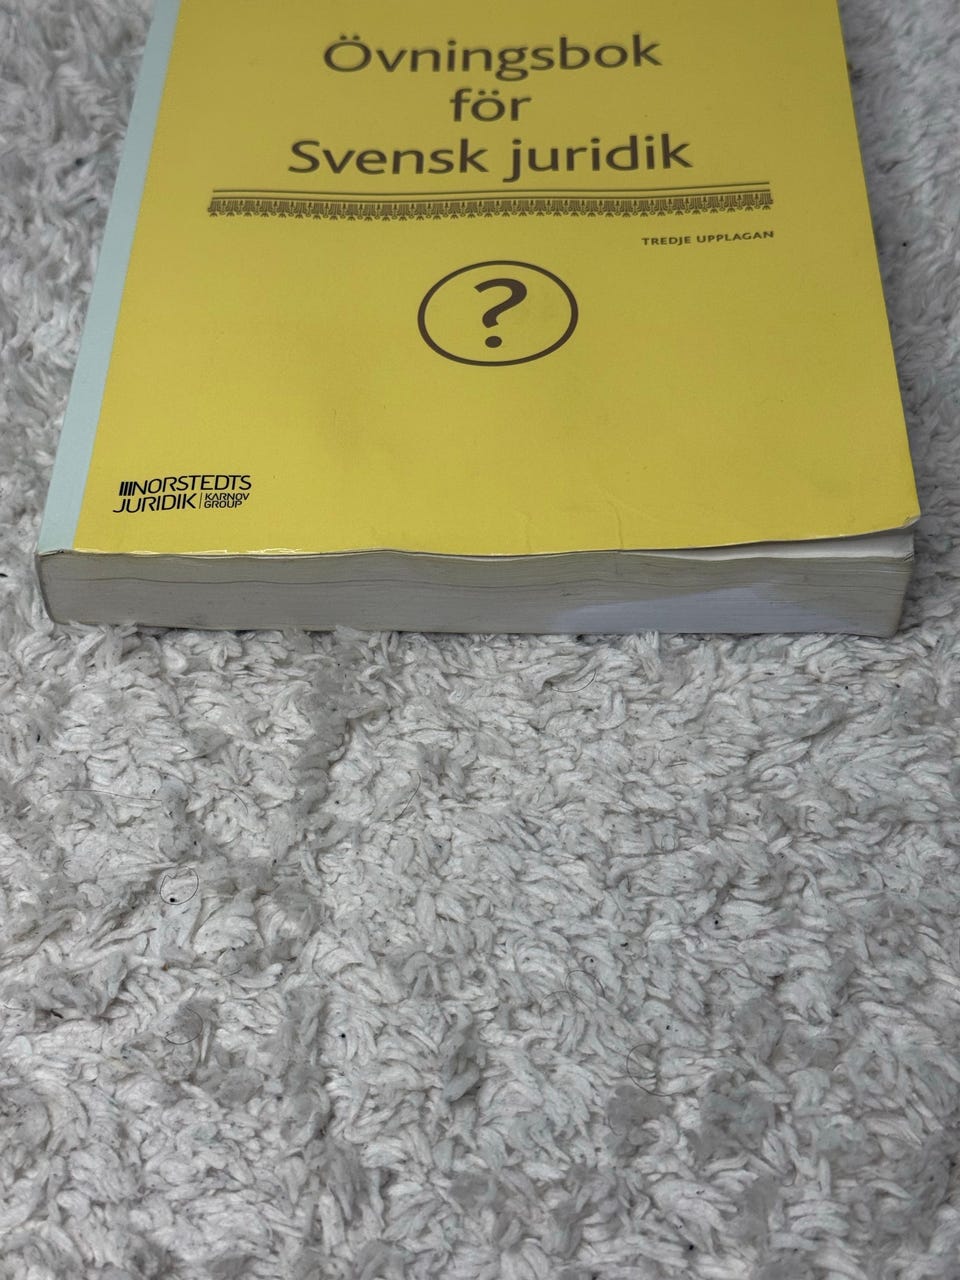 Övningsbok
för
Svensk juridik
TREDJE UPPLAGAN
?
NORSTEDTS
JURIDIK | KARNOV
GROUP